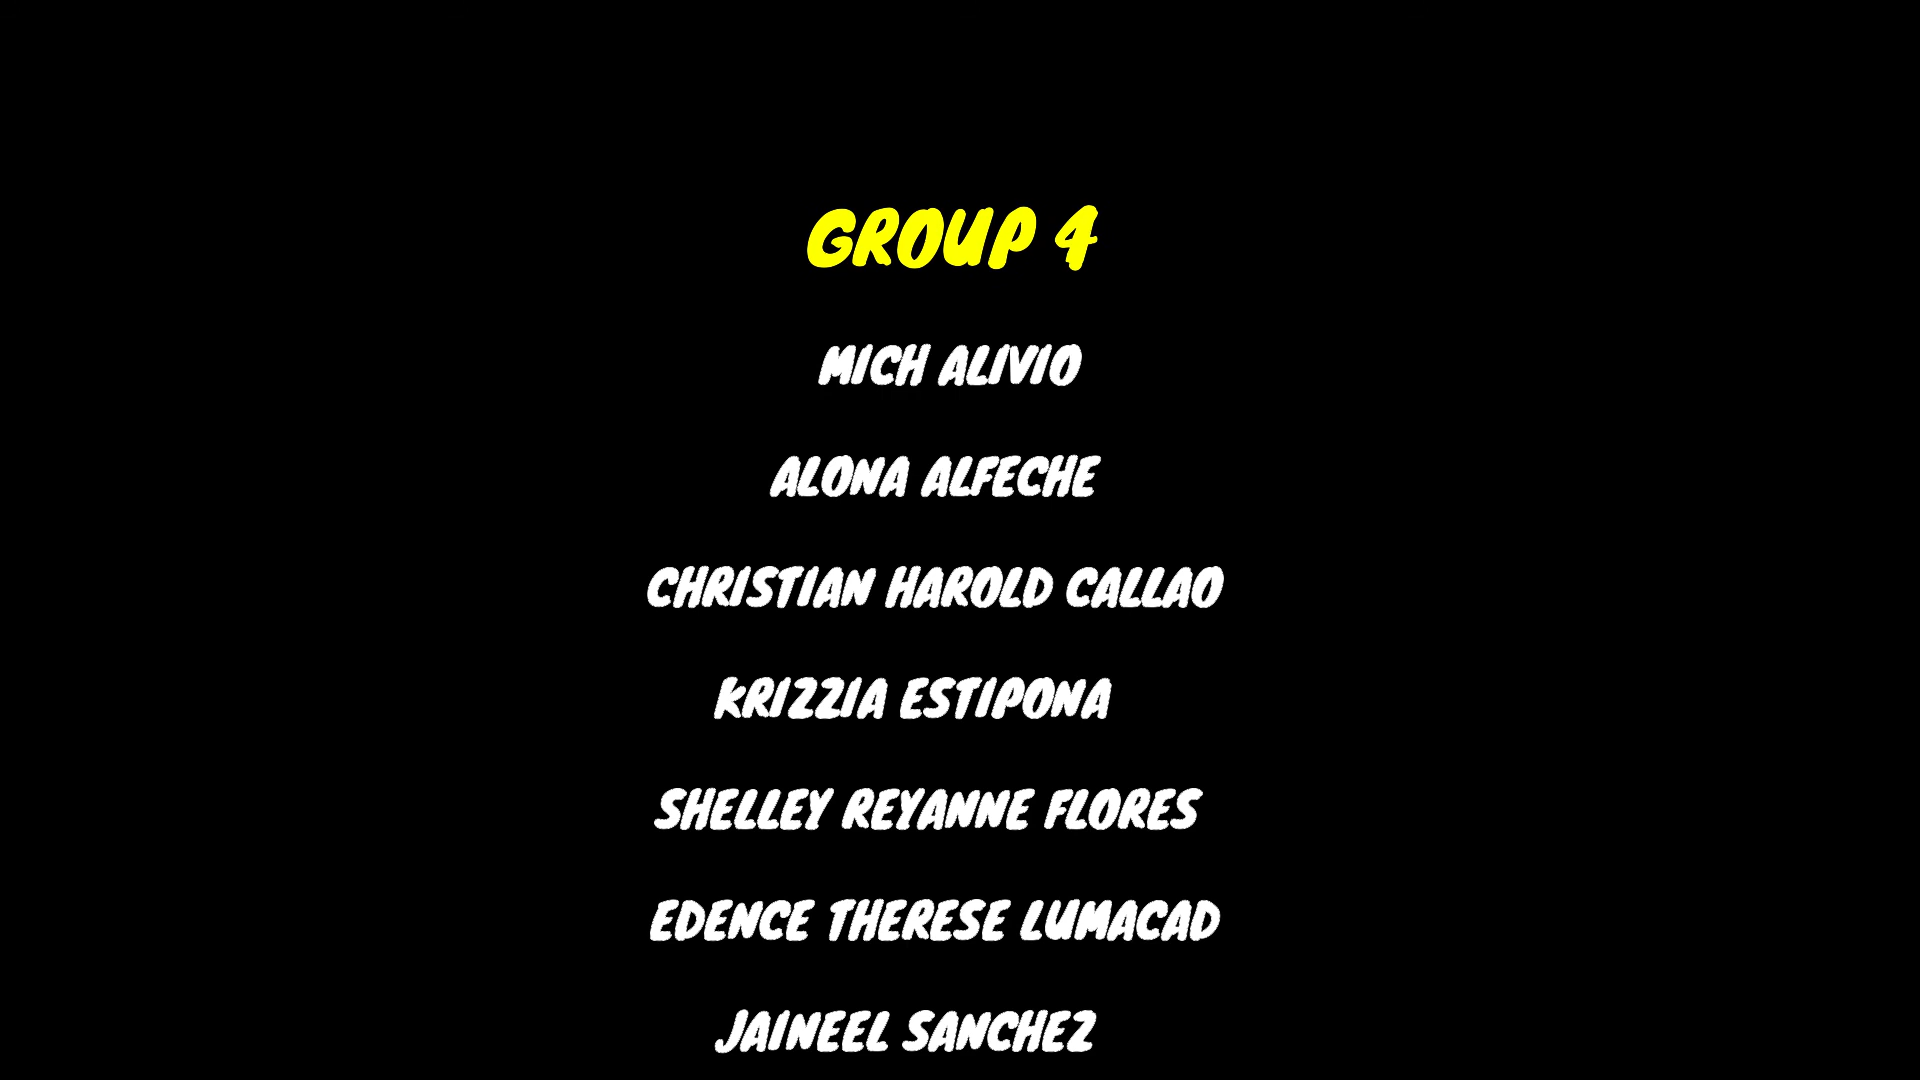 GROUP 4
MICH ALIVIO
ALONA ALFECHE
CHRISTIAN HAROLD CALLAO
KRIZZIA ESTIPONA
SHELLEY REYANNE FLORES
EDENCE THERESE LUMACAD
JAINEEL SANCHEZ